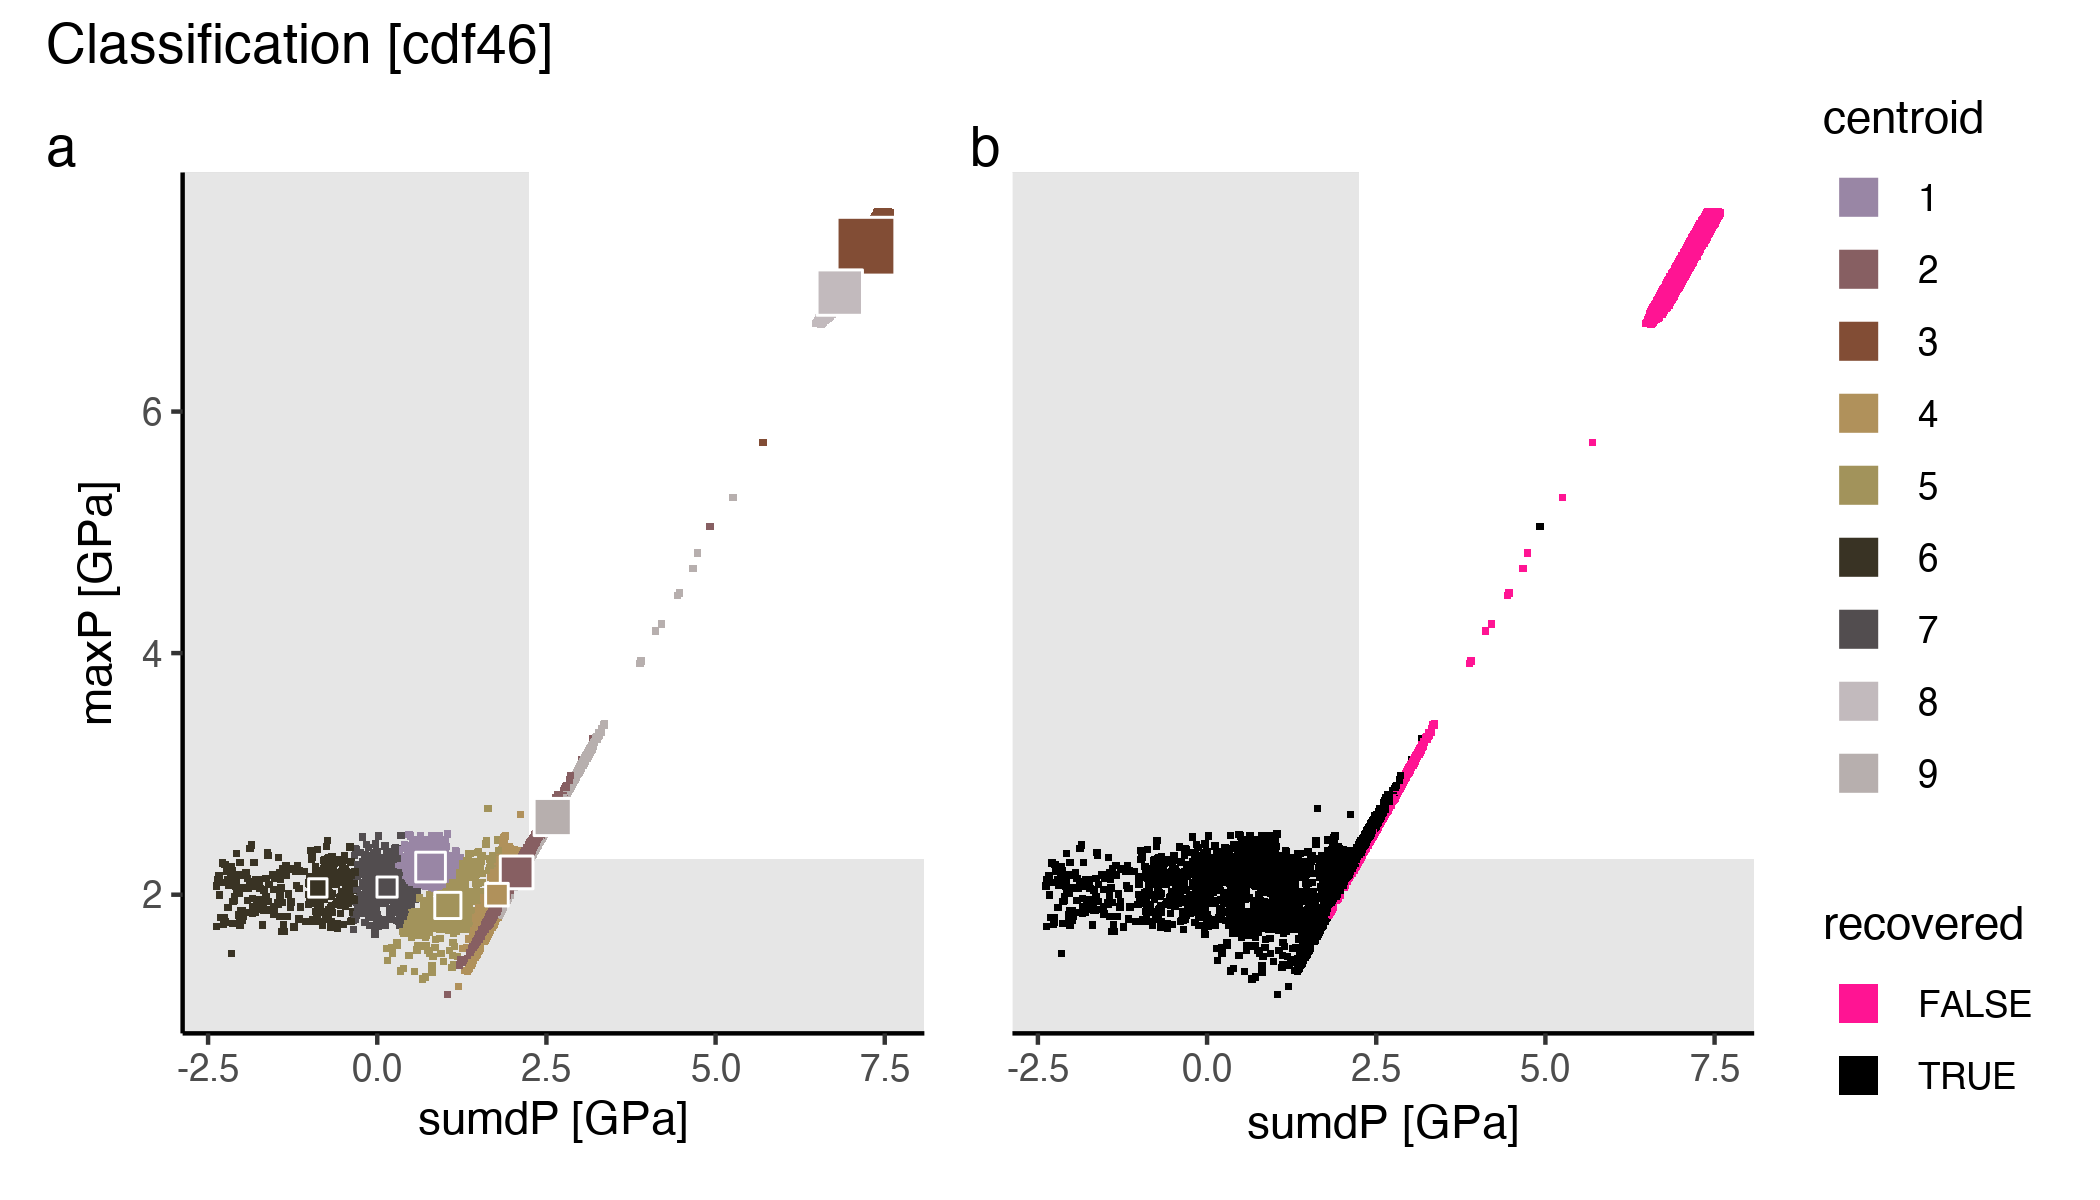 Classification [cdf46]
a
b
maxP [GPa]
6
4
2
-2.5 0.0 2.5 5.0 7.5
sumdP [GPa]
-2.5 0.0 2.5 5.0 7.5
sumdP [GPa]
centroid
1
2
3
4
5
6
7
8
9
recovered
FALSE
TRUE